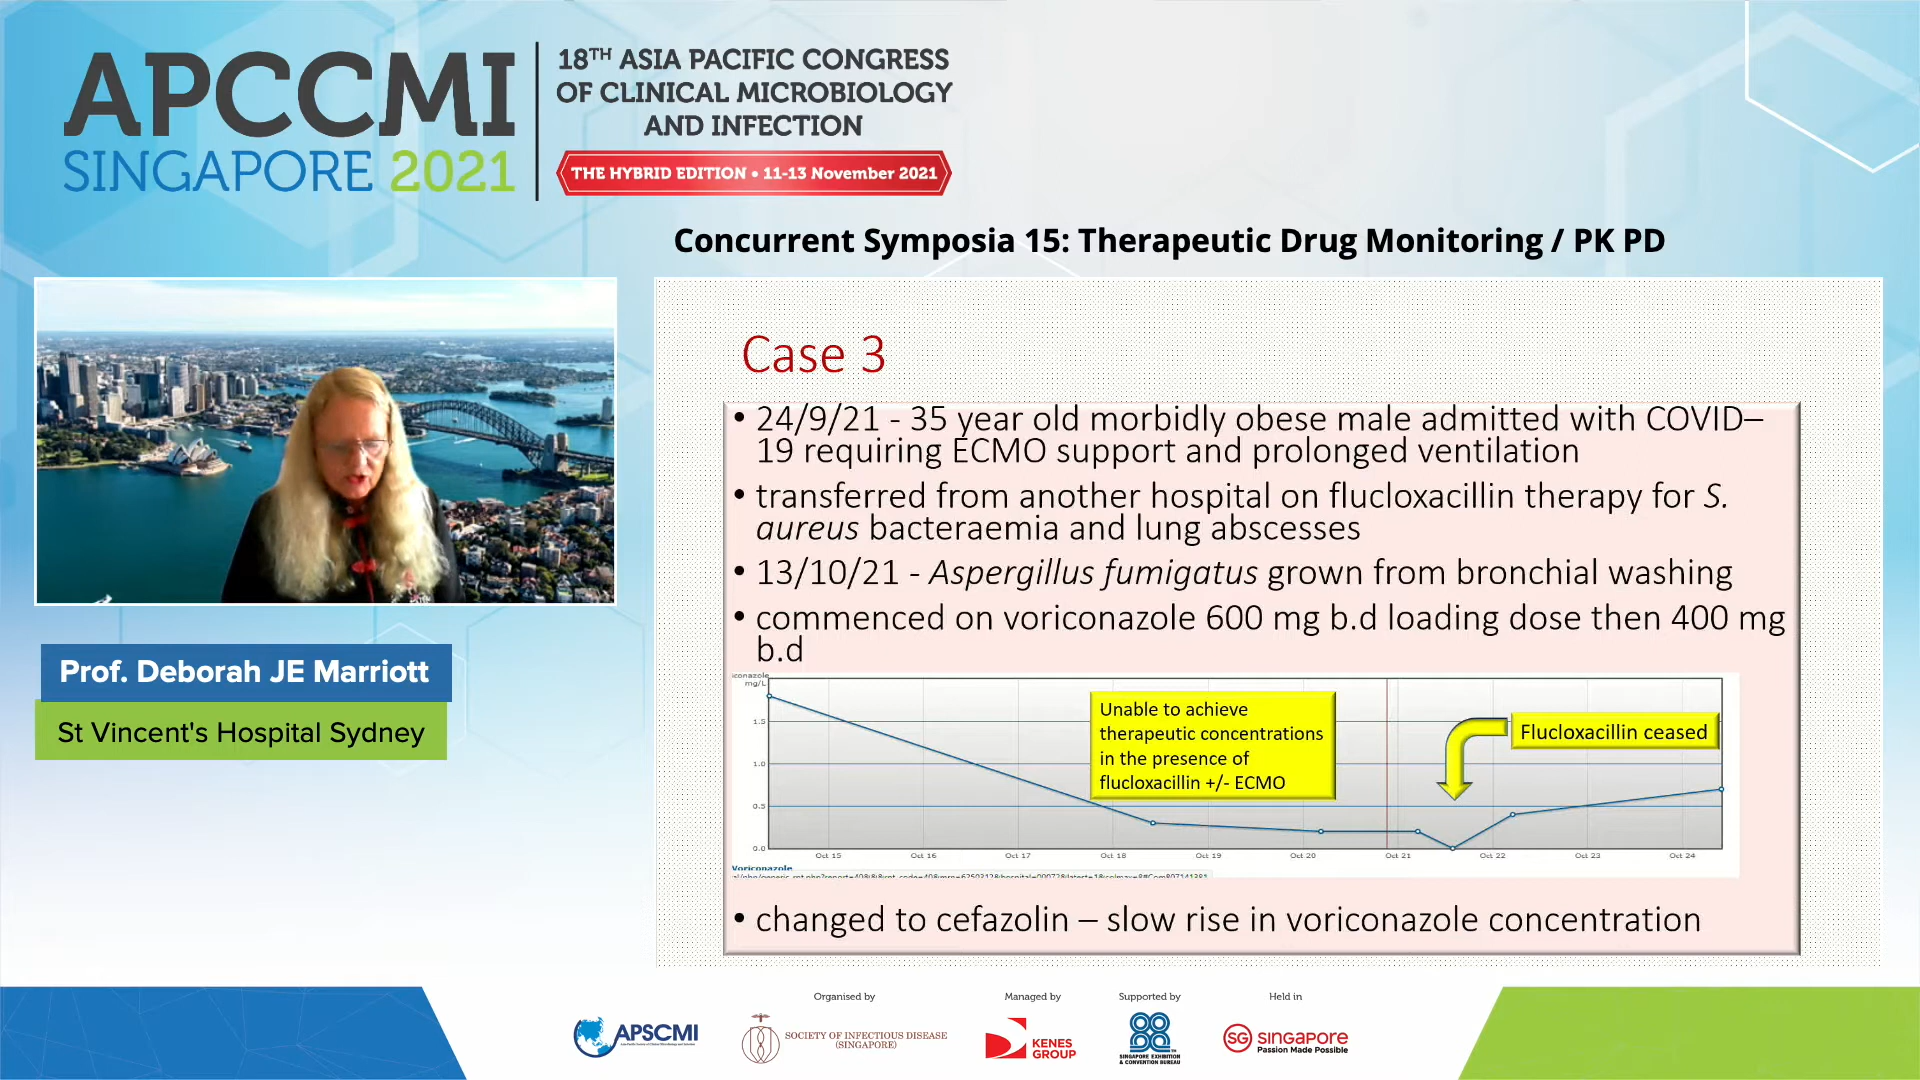 APCCMI
SINGAPORE 2021
18TH ASIA PACIFIC CONGRESS
OF CLINICAL MICROBIOLOGY
AND INFECTION
THE HYBRID EDITION • 11-13 November 2021
Concurrent Symposia 15: Therapeutic Drug Monitoring / PK PD
Prof. Deborah JE Marriott
St Vincent's Hospital Sydney
Case 3
• 24/9/21 - 35 year old morbidly obese male admitted with COVID–
19 requiring ECMO support and prolonged ventilation
• transferred from another hospital on flucloxacillin therapy for S.
aureus bacteraemia and lung abscesses
• 13/10/21 - Aspergillus fumigatus grown from bronchial washing
• commenced on voriconazole 600 mg b.d loading dose then 400 mg
b.d
mg/L
1.5
1.0
0.5
0.0
Unable to achieve
therapeutic concentrations
in the presence of
flucloxacillin +/- ECMO
Flucloxacillin ceased
Oct 15 Oct 16 Oct 17 Oct 18 Oct 19 Oct 20 Oct 21 Oct 22 Oct 23 Oct 24
Voriconazole
• changed to cefazolin – slow rise in voriconazole concentration
Organised by
Managed by
Supported by
Held in
APSCMI
SOCIETY OF INFECTIOUS DISEASE
(SINGAPORE)
KENES
GROUP
SINGAPORE EXHIBITION
& CONVENTION BUREAU
SG SINGAPORE
Passion Made Possible